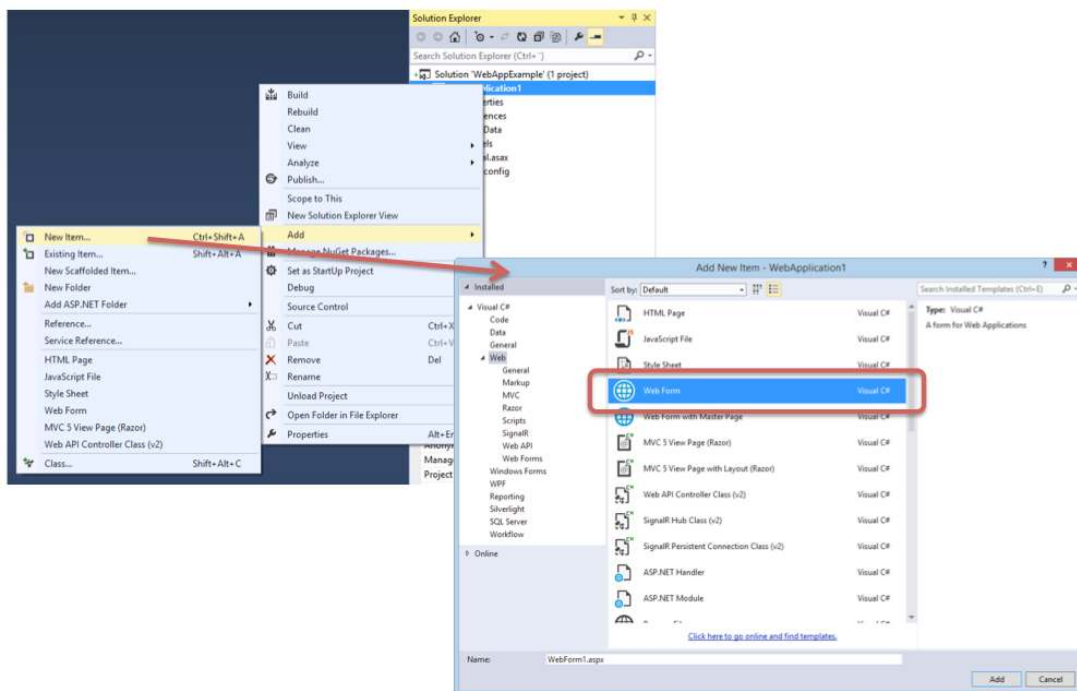 Solution Explorer
Search Solution Explorer (Ctrl+ ¨)
Solution 'WebAppExample' (1 project)
lication1
erties
ences
Data
els
l.asax
config
Build
Rebuild
Clean
View
Analyze
Publish...
Scope to This
New Solution Explorer View
Add
Manage NuGet Packages...
Set as StartUp Project
Debug
Source Control
Cut Ctrl+X
Paste Ctrl+V
Remove Del
Rename
Unload Project
Open Folder in File Explorer
Properties Alt+En
Manag
Project
New Item... Ctrl+Shift+A
Existing Item... Shift+Alt+A
New Scaffolded Item...
New Folder
Add ASP.NET Folder
Reference...
Service Reference...
HTML Page
JavaScript File
Style Sheet
Web Form
MVC 5 View Page (Razor)
Web API Controller Class (v2)
Class... Shift+Alt+C
Add New Item - WebApplication1
Installed
Visual C#
Code
Data
General
Web
General
Markup
MVC
Razor
Scripts
SignalR
Web API
Web Forms
Windows Forms
WPF
Reporting
Silverlight
SQL Server
Workflow
Online
Sort by: Default
HTML Page Visual C#
JavaScript File Visual C#
Style Sheet Visual C#
Web Form Visual C#
Web Form with Master Page Visual C#
MVC 5 View Page (Razor) Visual C#
MVC 5 View Page with Layout (Razor) Visual C#
Web API Controller Class (v2) Visual C#
SignalR Hub Class (v2) Visual C#
SignalR Persistent Connection Class (v2) Visual C#
ASP.NET Handler Visual C#
ASP.NET Module Visual C#
Click here to go online and find templates.
Search Installed Templates (Ctrl+E)
Type: Visual C#
A form for Web Applications
Name: WebForm1.aspx
Add Cancel